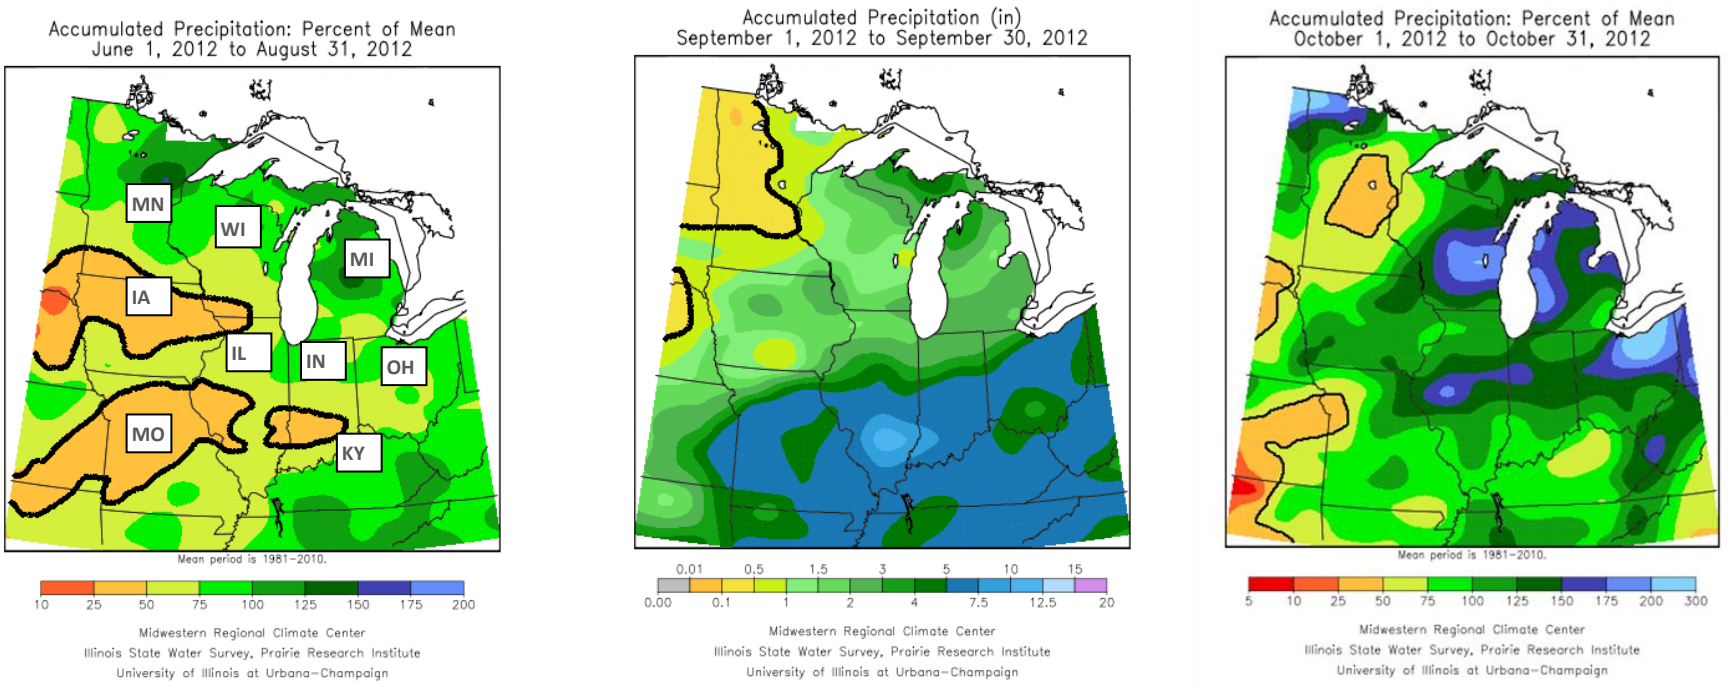 Accumulated Precipitation: Percent of Mean
June 1, 2012 to August 31, 2012
MN
WI
MI
IA
IL
IN
OH
MO
KY
Mean period is 1981-2010.
10 25 50 75 100 125 150 175 200
Midwestern Regional Climate Center
Illinois State Water Survey, Prairie Research Institute
University of Illinois at Urbana-Champaign
Accumulated Precipitation (in)
September 1, 2012 to September 30, 2012
0.01 0.5 1.5 3 5 10 15
0.00 0.1 1 2 4 7.5 12.5 20
Midwestern Regional Climate Center
Illinois State Water Survey, Prairie Research Institute
University of Illinois at Urbana-Champaign
Accumulated Precipitation: Percent of Mean
October 1, 2012 to October 31, 2012
Mean period is 1981-2010.
5 10 25 50 75 100 125 150 175 200 300
Midwestern Regional Climate Center
Illinois State Water Survey, Prairie Research Institute
University of Illinois at Urbana-Champaign